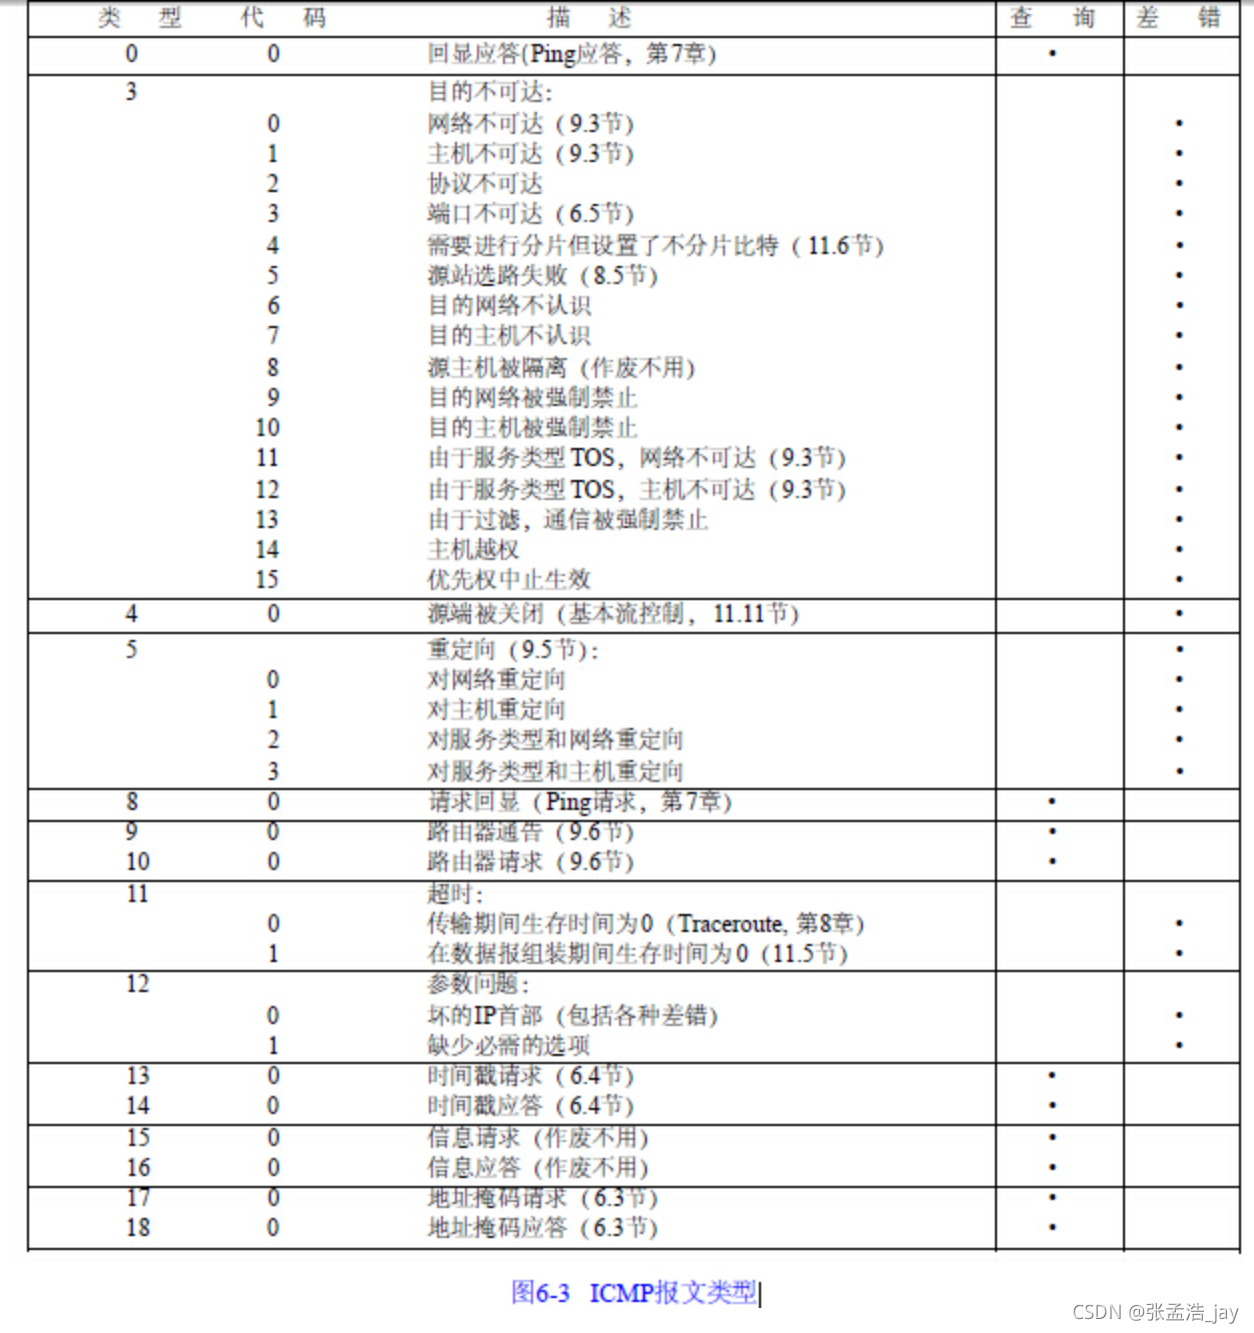 类 型 代 码 描 述 查 询 差 错
0 0 回显应答(Ping应答，第7章) •
3 目的不可达：
0 网络不可达（9.3节) •
1 主机不可达（9.3节) •
2 协议不可达 •
3 端口不可达（6.5节) •
4 需要进行分片但设置了不分片比特（11.6节) •
5 源站选路失败（8.5节) •
6 目的网络不认识 •
7 目的主机不认识 •
8 源主机被隔离（作废不用) •
9 目的网络被强制禁止 •
10 目的主机被强制禁止 •
11 由于服务类型TOS，网络不可达（9.3节) •
12 由于服务类型TOS，主机不可达（9.3节) •
13 由于过滤，通信被强制禁止 •
14 主机越权 •
15 优先权中止生效 •
4 0 源端被关闭（基本流控制，11.11节) •
5 重定向（9.5节)： •
0 对网络重定向 •
1 对主机重定向 •
2 对服务类型和网络重定向 •
3 对服务类型和主机重定向 •
8 0 请求回显（Ping请求，第7章) •
9 0 路由器通告（9.6节) •
10 0 路由器请求（9.6节) •
11 超时：
0 传输期间生存时间为0（Traceroute, 第8章) •
1 在数据报组装期间生存时间为0（11.5节) •
12 参数问题：
0 坏的IP首部（包括各种差错) •
1 缺少必需的选项 •
13 0 时间戳请求（6.4节) •
14 0 时间戳应答（6.4节) •
15 0 信息请求（作废不用) •
16 0 信息应答（作废不用) •
17 0 地址掩码请求（6.3节) •
18 0 地址掩码应答（6.3节) •
图6-3 ICMP报文类型
CSDN @张孟浩_jay